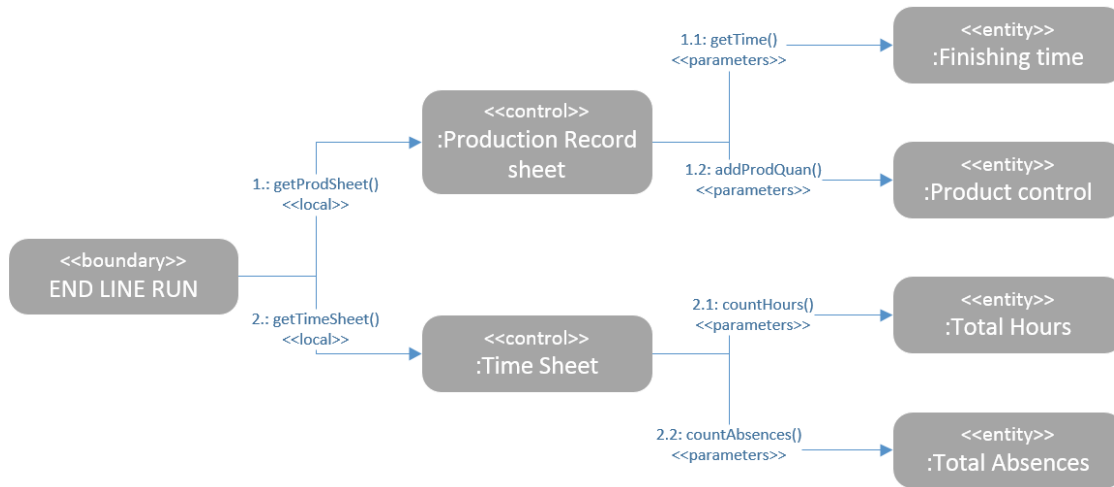 <<boundary>>
END LINE RUN
1.: getProdSheet()
<<local>>
2.: getTimeSheet()
<<local>>
<<control>>
:Production Record
sheet
<<control>>
:Time Sheet
1.1: getTime()
<<parameters>>
1.2: addProdQuan()
<<parameters>>
2.1: countHours()
<<parameters>>
2.2: countAbsences()
<<parameters>>
<<entity>>
:Finishing time
<<entity>>
:Product control
<<entity>>
:Total Hours
<<entity>>
:Total Absences